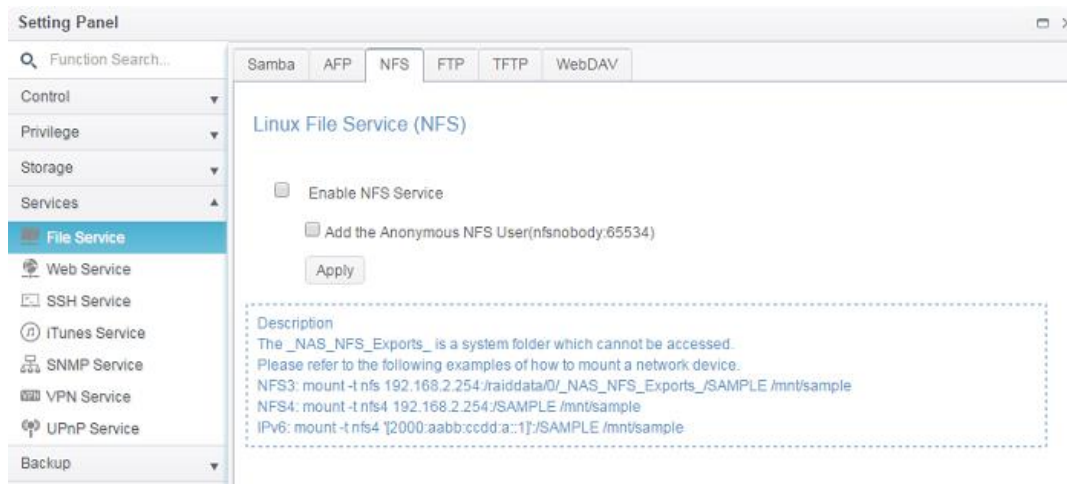 Setting Panel
Function Search...
Control
Privilege
Storage
Services
File Service
Web Service
SSH Service
iTunes Service
SNMP Service
VPN Service
UPnP Service
Backup
Samba AFP NFS FTP TFTP WebDAV
Linux File Service (NFS)
Enable NFS Service
Add the Anonymous NFS User(nfsnobody:65534)
Apply
Description
The _NAS_NFS_Exports_ is a system folder which cannot be accessed.
Please refer to the following examples of how to mount a network device.
NFS3: mount -t nfs 192.168.2.254:/raiddata/0/_NAS_NFS_Exports_/SAMPLE /mnt/sample
NFS4: mount -t nfs4 192.168.2.254:/SAMPLE /mnt/sample
IPv6: mount -t nfs4 '[2000:aabb:ccdd:a::1]':/SAMPLE /mnt/sample